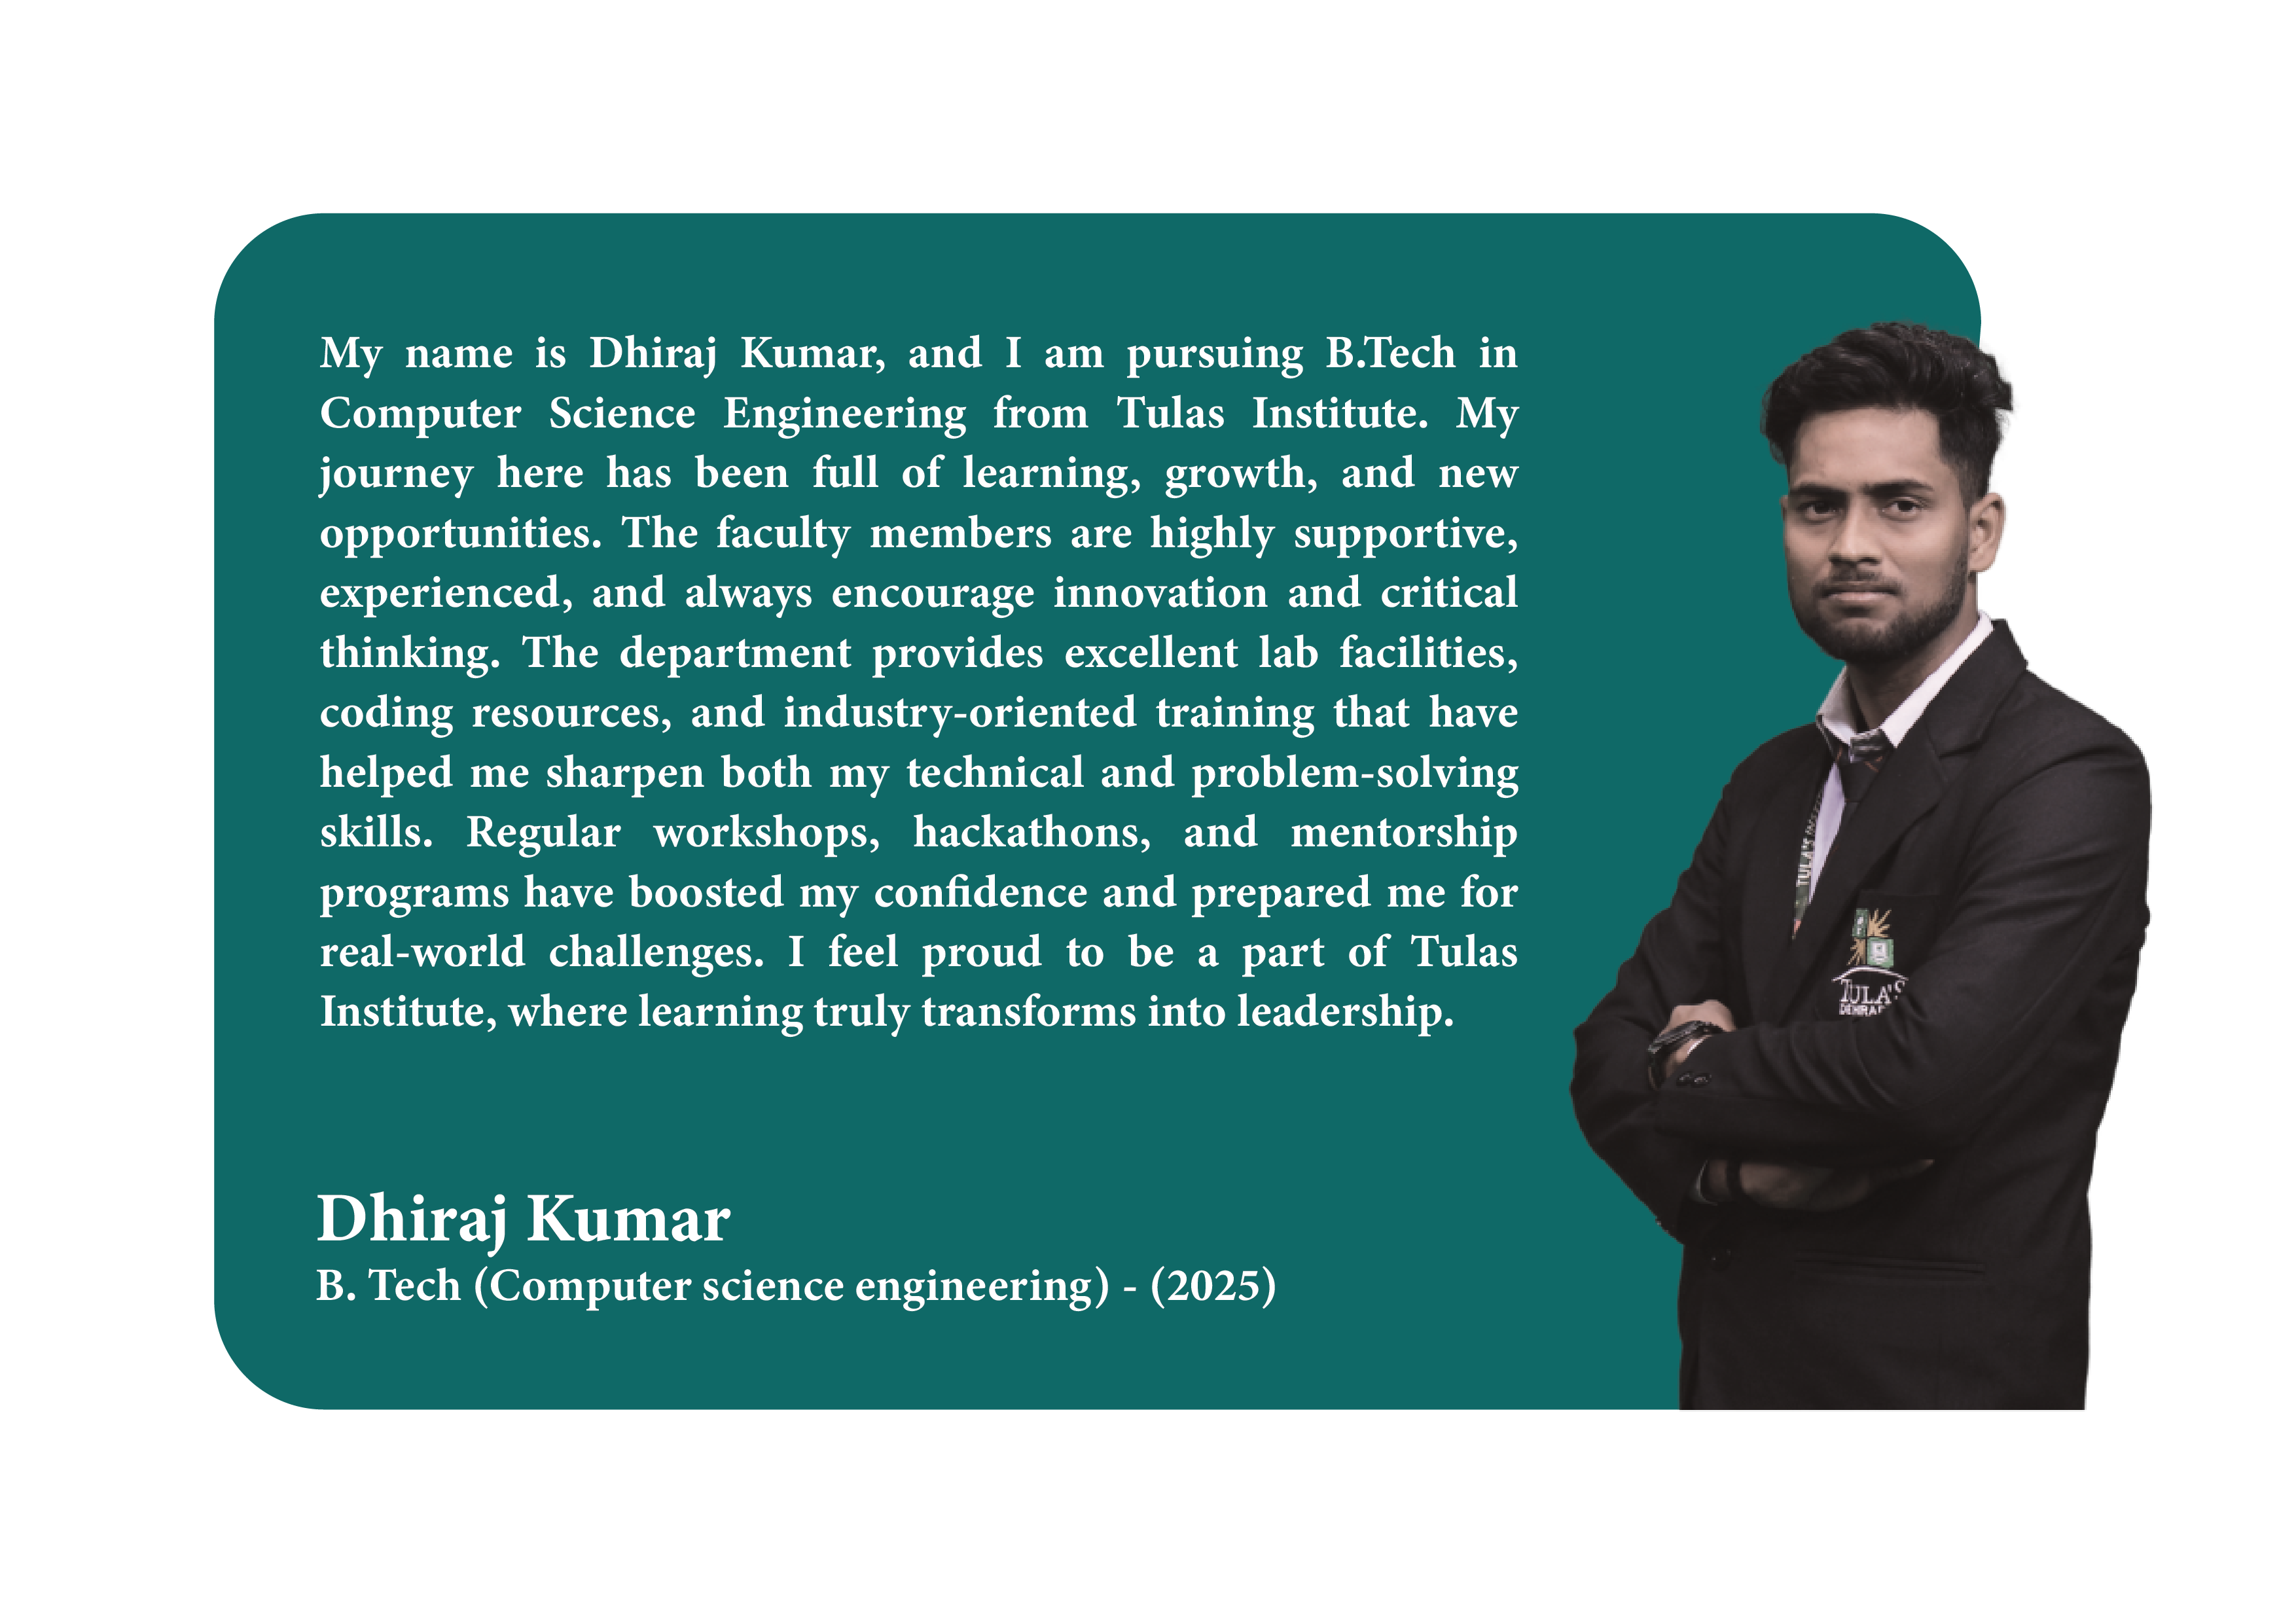 My name is Dhiraj Kumar, and I am pursuing B.Tech in
Computer Science Engineering from Tulas Institute. My
journey here has been full of learning, growth, and new
opportunities. The faculty members are highly supportive,
experienced, and always encourage innovation and critical
thinking. The department provides excellent lab facilities,
coding resources, and industry-oriented training that have
helped me sharpen both my technical and problem-solving
skills. Regular workshops, hackathons, and mentorship
programs have boosted my confidence and prepared me for
real-world challenges. I feel proud to be a part of Tulas
Institute, where learning truly transforms into leadership.
Dhiraj Kumar
B. Tech (Computer science engineering) - (2025)
TULA'S
TULA'S